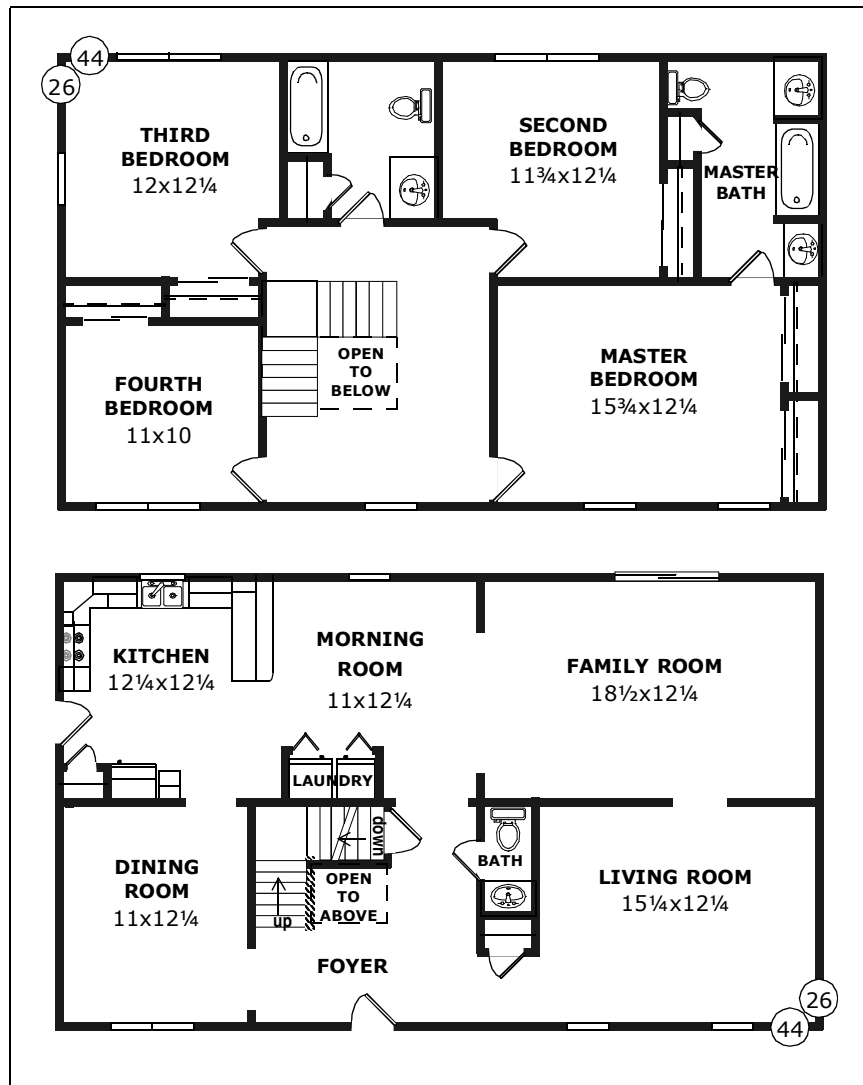 44
26
THIRD
BEDROOM
12x12¼
SECOND
BEDROOM
11¾x12¼
MASTER
BATH
OPEN
TO
BELOW
FOURTH
BEDROOM
11x10
MASTER
BEDROOM
15¾x12¼
KITCHEN
12¼x12¼
MORNING
ROOM
11x12¼
FAMILY ROOM
18½x12¼
LAUNDRY
DINING
ROOM
11x12¼
down
OPEN
TO
ABOVE
up
BATH
LIVING ROOM
15¼x12¼
FOYER
26
44